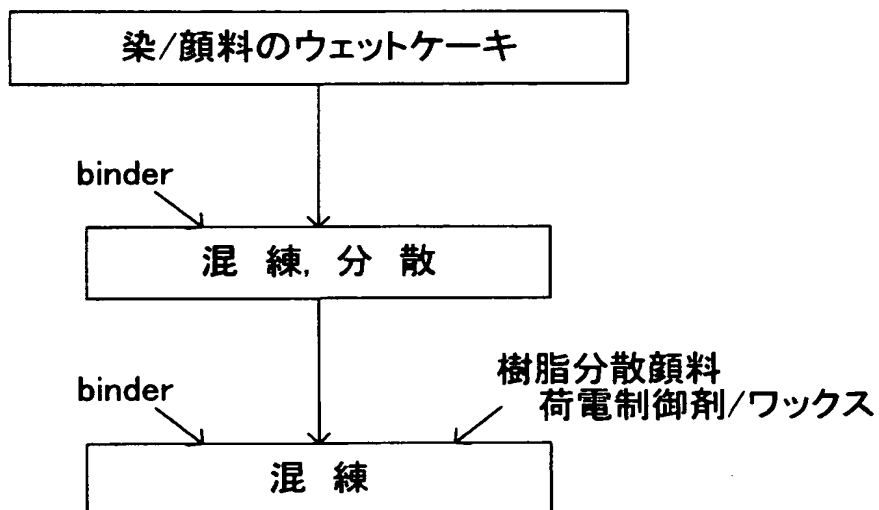 染/顔料のウェットケーキ
binder
混 練, 分 散
binder
樹脂分散顔料
荷電制御剤/ワックス
混 練